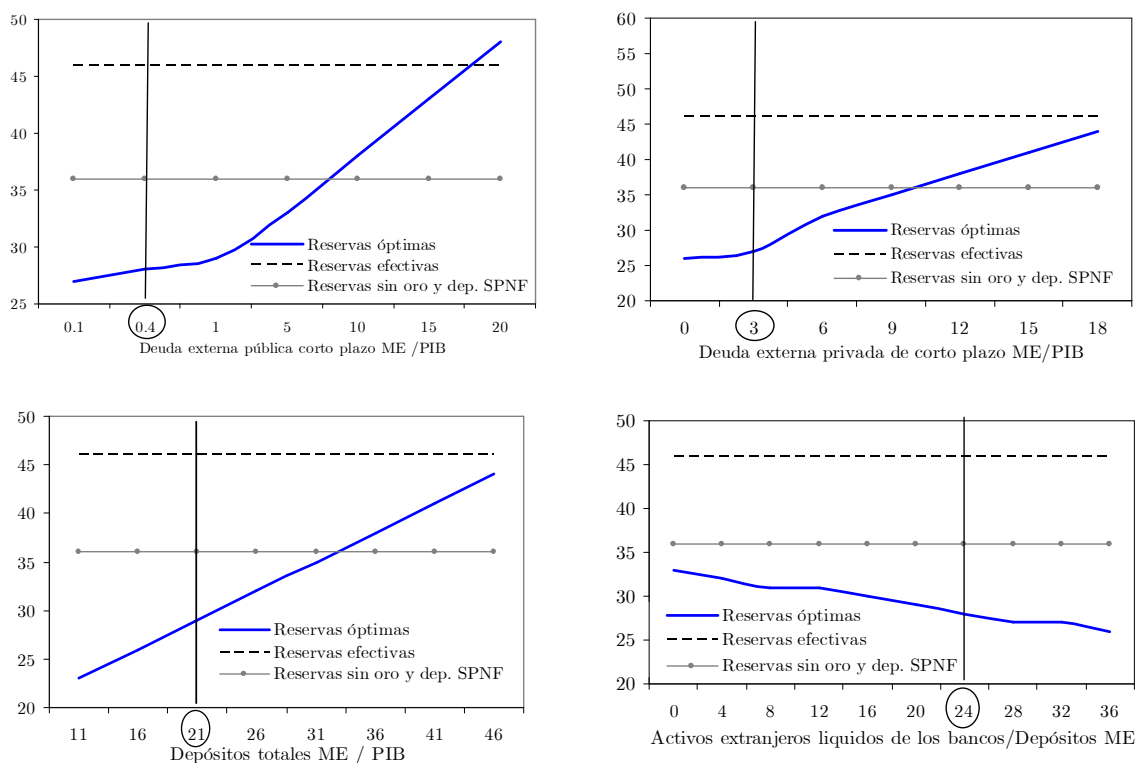 50
45
40
35
30
25
Reservas óptimas
Reservas efectivas
Reservas sin oro y dep. SPNF
0.1 0.4 1 5 10 15 20
Deuda externa pública corto plazo ME /PIB
60
55
50
45
40
35
30
25
20
Reservas óptimas
Reservas efectivas
Reservas sin oro y dep. SPNF
0 3 6 9 12 15 18
Deuda externa privada de corto plazo ME/PIB
50
45
40
35
30
25
20
Reservas óptimas
Reservas efectivas
Reservas sin oro y dep. SPNF
11 16 21 26 31 36 41 46
Depósitos totales ME / PIB
50
45
40
35
30
25
20
Reservas óptimas
Reservas efectivas
Reservas sin oro y dep. SPNF
0 4 8 12 16 20 24 28 32 36
Activos extranjeros liquidos de los bancos/Depósitos ME